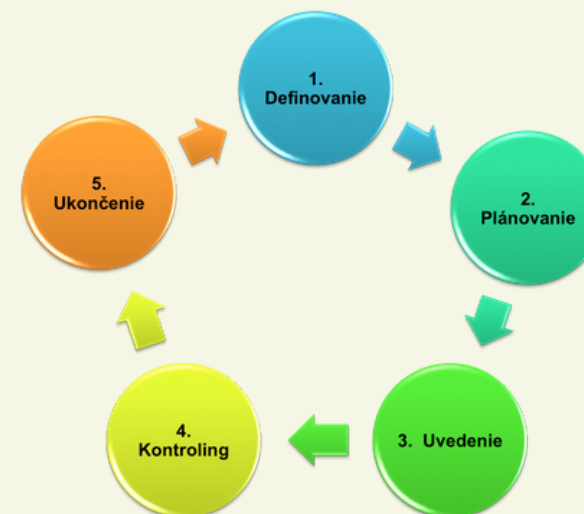 1.
Definovanie
2.
Plánovanie
3. Uvedenie
4.
Kontroling
5.
Ukončenie